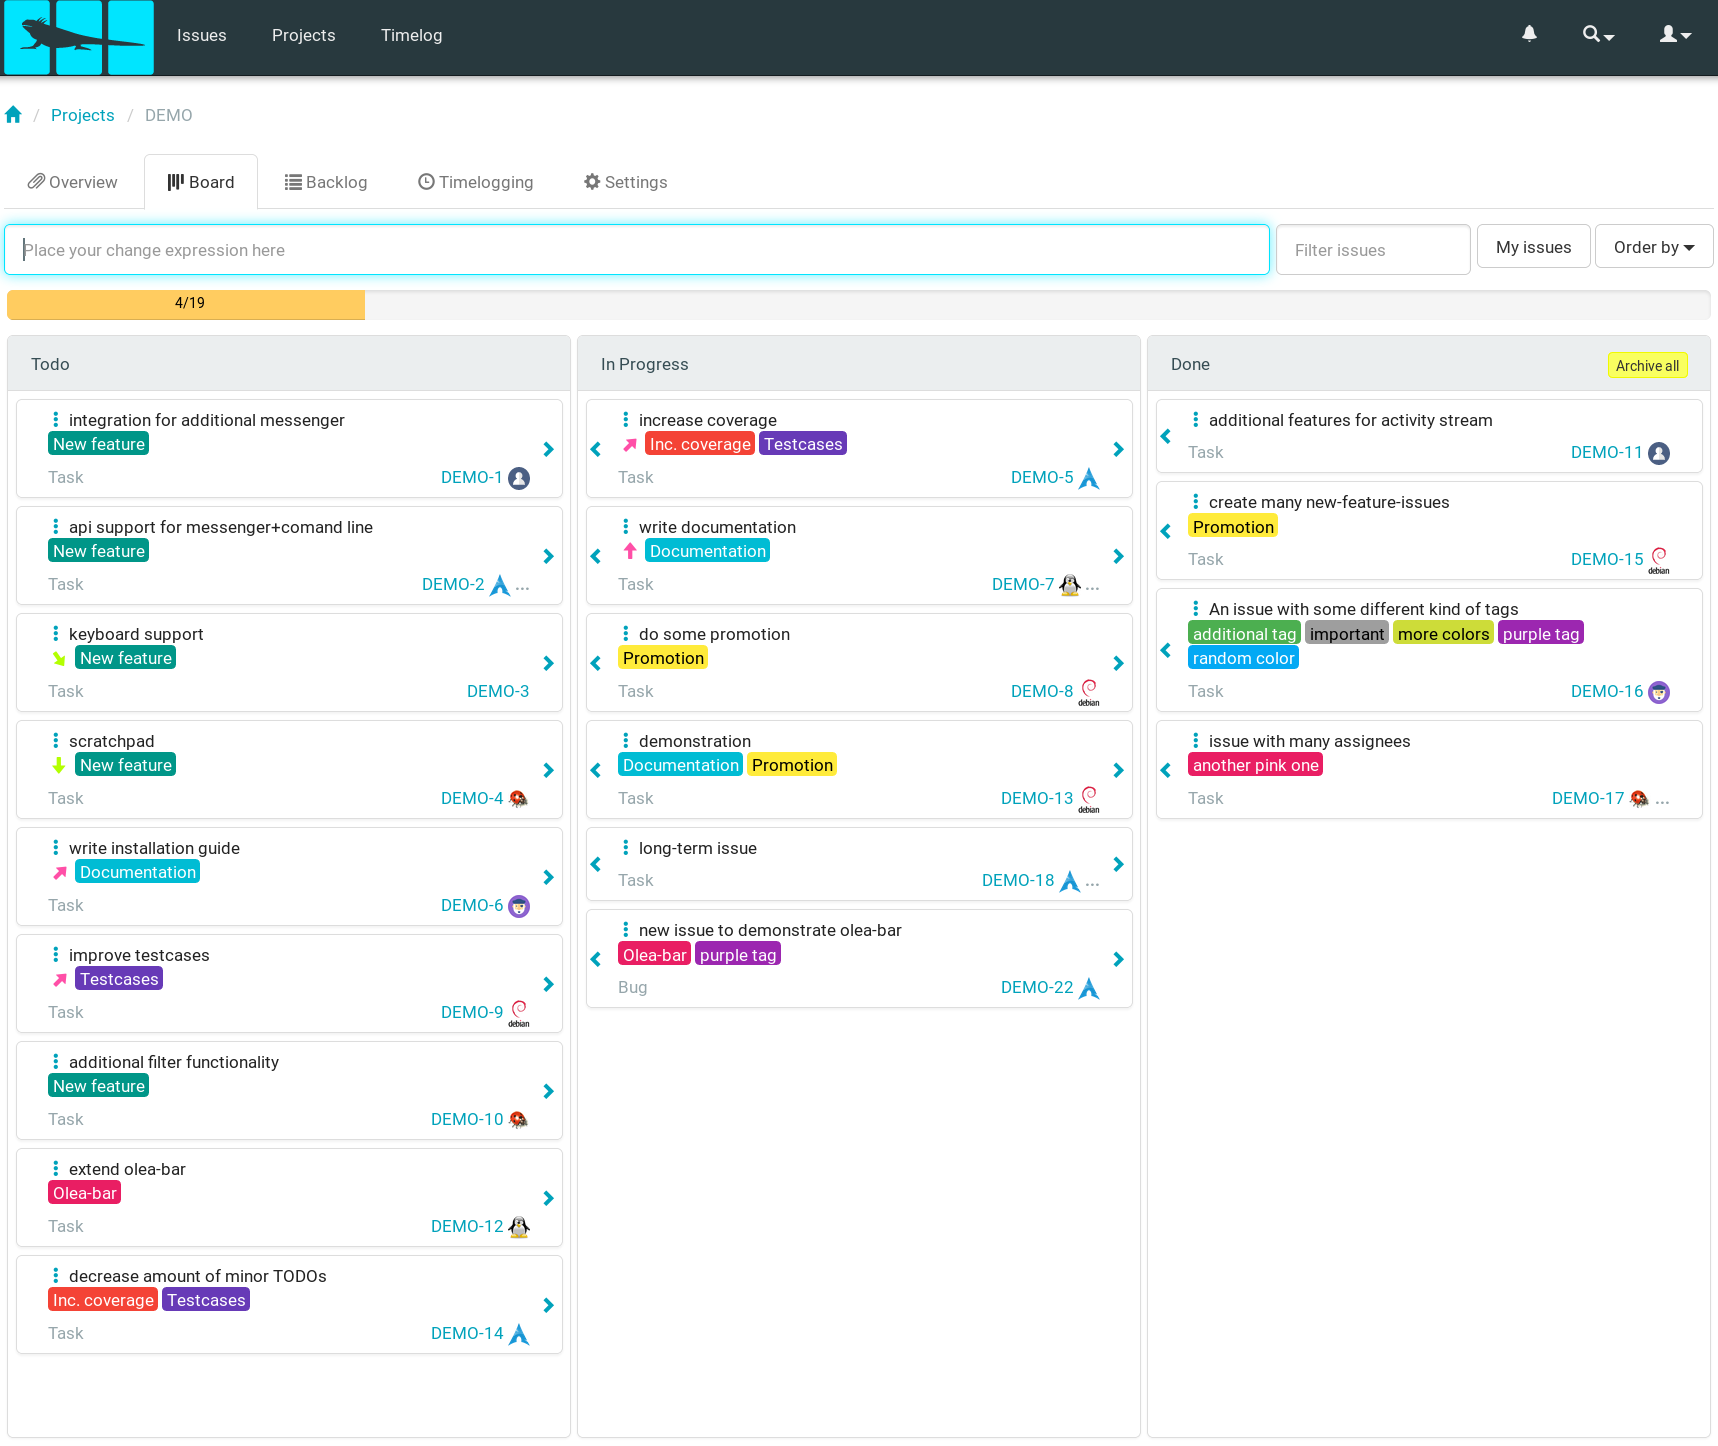 Issues Projects Timelog
/ Projects / DEMO
Overview Board Backlog Timelogging Settings
Place your change expression here Filter issues My issues Order by
4/19
Todo
integration for additional messenger
New feature
Task DEMO-1
api support for messenger+comand line
New feature
Task DEMO-2 ...
keyboard support
New feature
Task DEMO-3
scratchpad
New feature
Task DEMO-4
write installation guide
Documentation
Task DEMO-6
improve testcases
Testcases
Task DEMO-9 debian
additional filter functionality
New feature
Task DEMO-10
extend olea-bar
Olea-bar
Task DEMO-12
decrease amount of minor TODOs
Inc. coverage Testcases
Task DEMO-14
In Progress
increase coverage
Inc. coverage Testcases
Task DEMO-5
write documentation
Documentation
Task DEMO-7 ...
do some promotion
Promotion
Task DEMO-8 debian
demonstration
Documentation Promotion
Task DEMO-13 debian
long-term issue
Task DEMO-18 ...
new issue to demonstrate olea-bar
Olea-bar purple tag
Bug DEMO-22
Done Archive all
additional features for activity stream
Task DEMO-11
create many new-feature-issues
Promotion
Task DEMO-15 debian
An issue with some different kind of tags
additional tag important more colors purple tag
random color
Task DEMO-16
issue with many assignees
another pink one
Task DEMO-17 ...